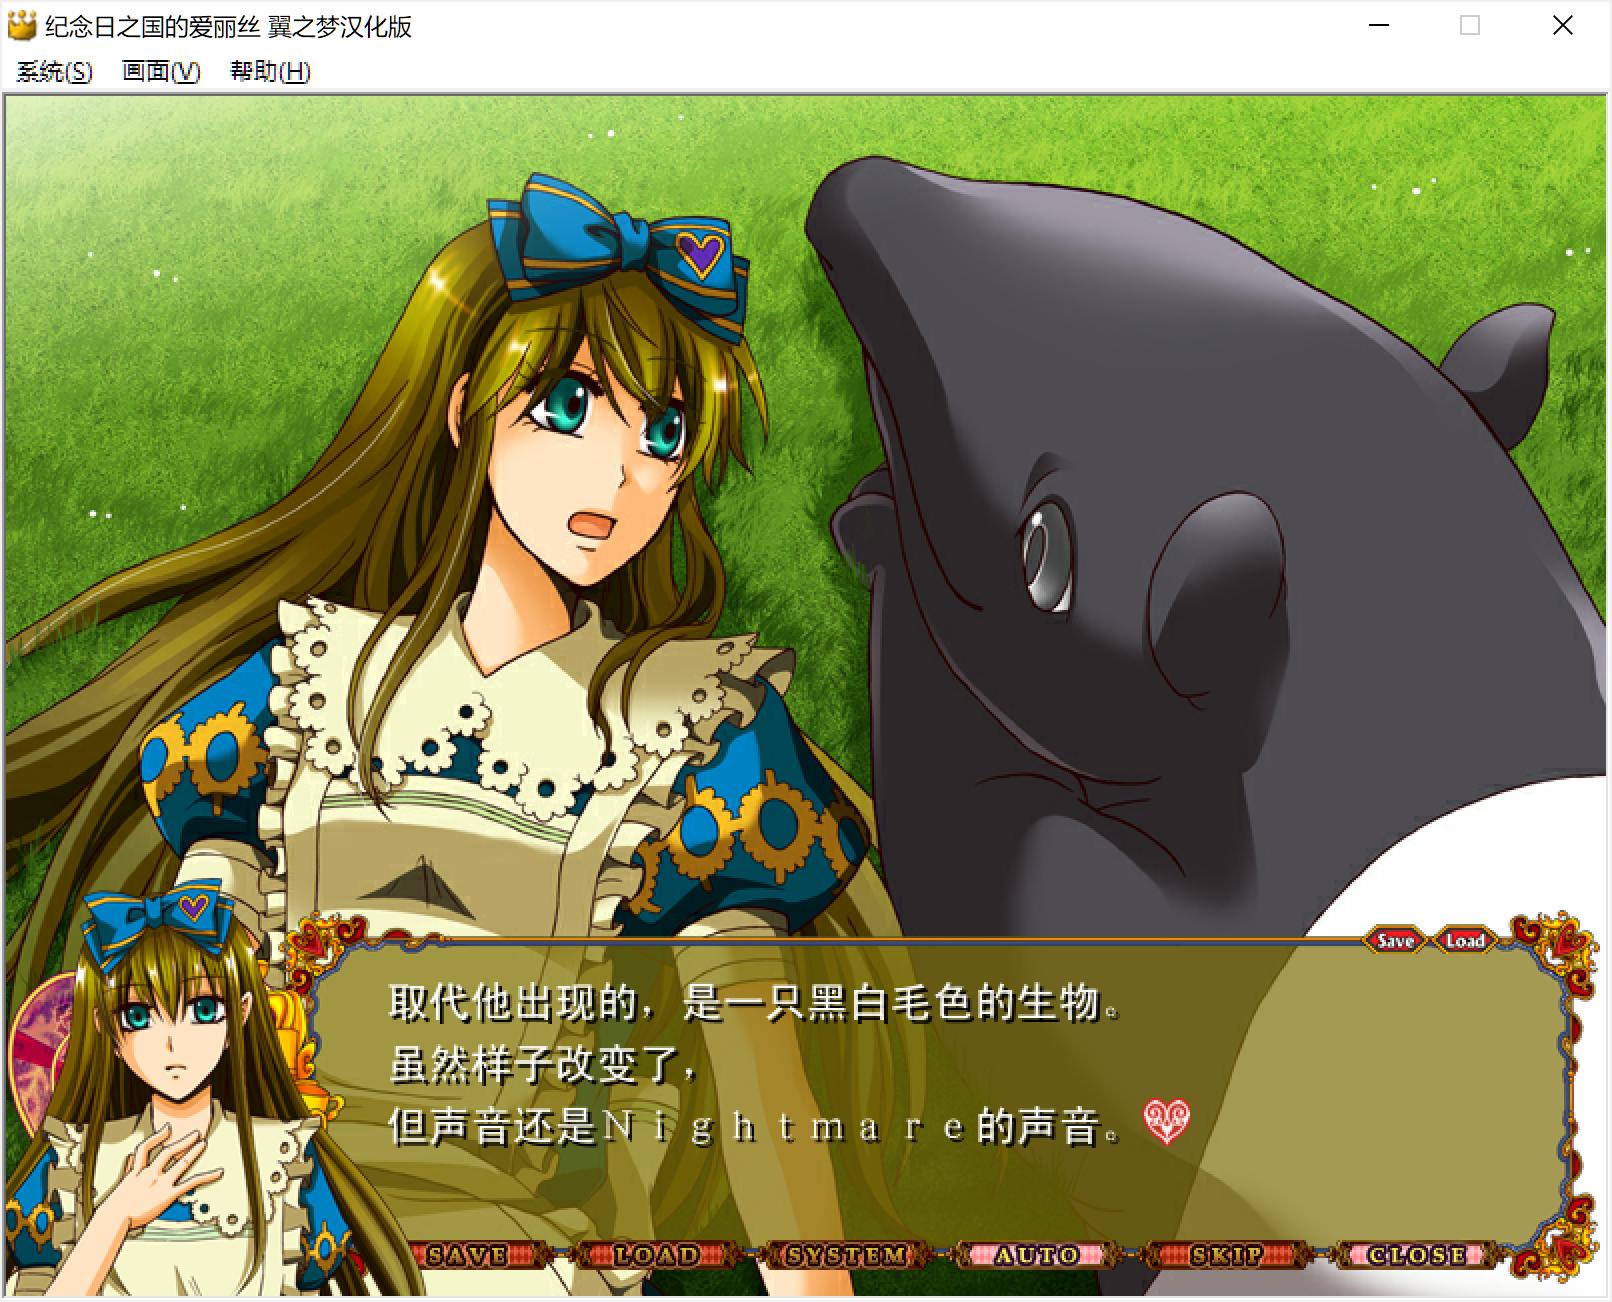 纪念日之国的爱丽丝 翼之梦汉化版
系统(S) 画面(V) 帮助(H)
Save Load
取代他出现的，是一只黑白毛色的生物。
虽然样子改变了，
但声音还是Ｎｉｇｈｔｍａｒｅ的声音。
SAVE LOAD SYSTEM AUTO SKIP CLOSE